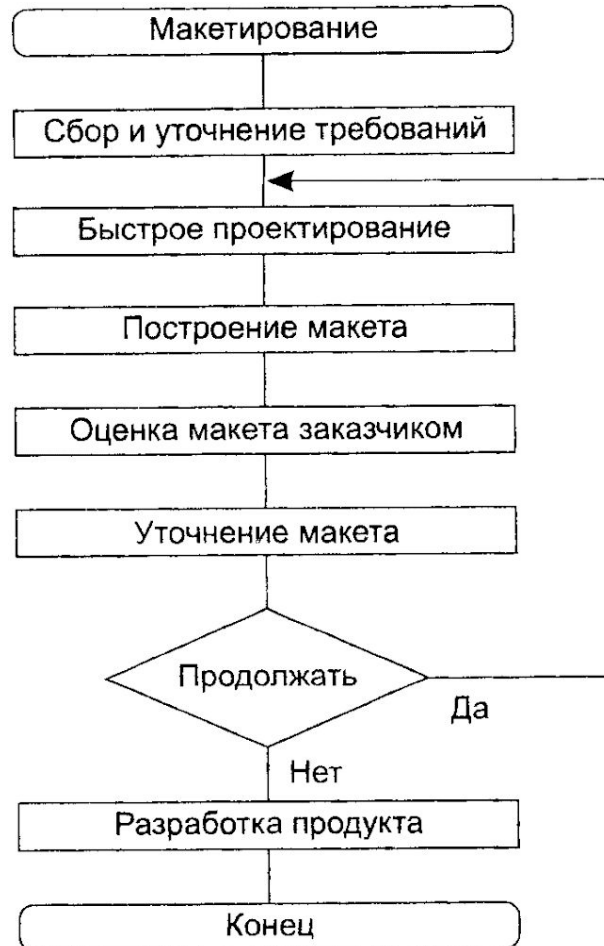 Макетирование
Сбор и уточнение требований
Быстрое проектирование
Построение макета
Оценка макета заказчиком
Уточнение макета
Продолжать
Да
Нет
Разработка продукта
Конец